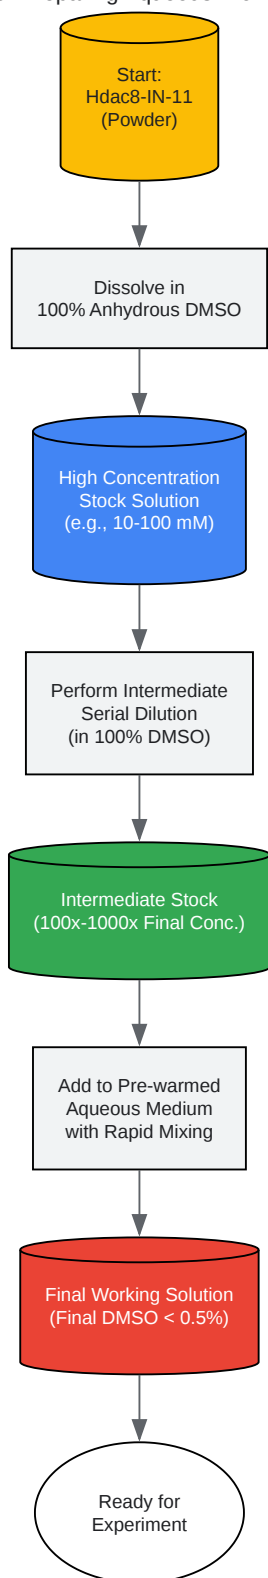 Start:
Hdac8-IN-11
(Powder)
Dissolve in
100% Anhydrous DMSO
High Concentration
Stock Solution
(e.g., 10-100 mM)
Perform Intermediate
Serial Dilution
(in 100% DMSO)
Intermediate Stock
(100x-1000x Final Conc.)
Add to Pre-warmed
Aqueous Medium
with Rapid Mixing
Final Working Solution
(Final DMSO < 0.5%)
Ready for
Experiment